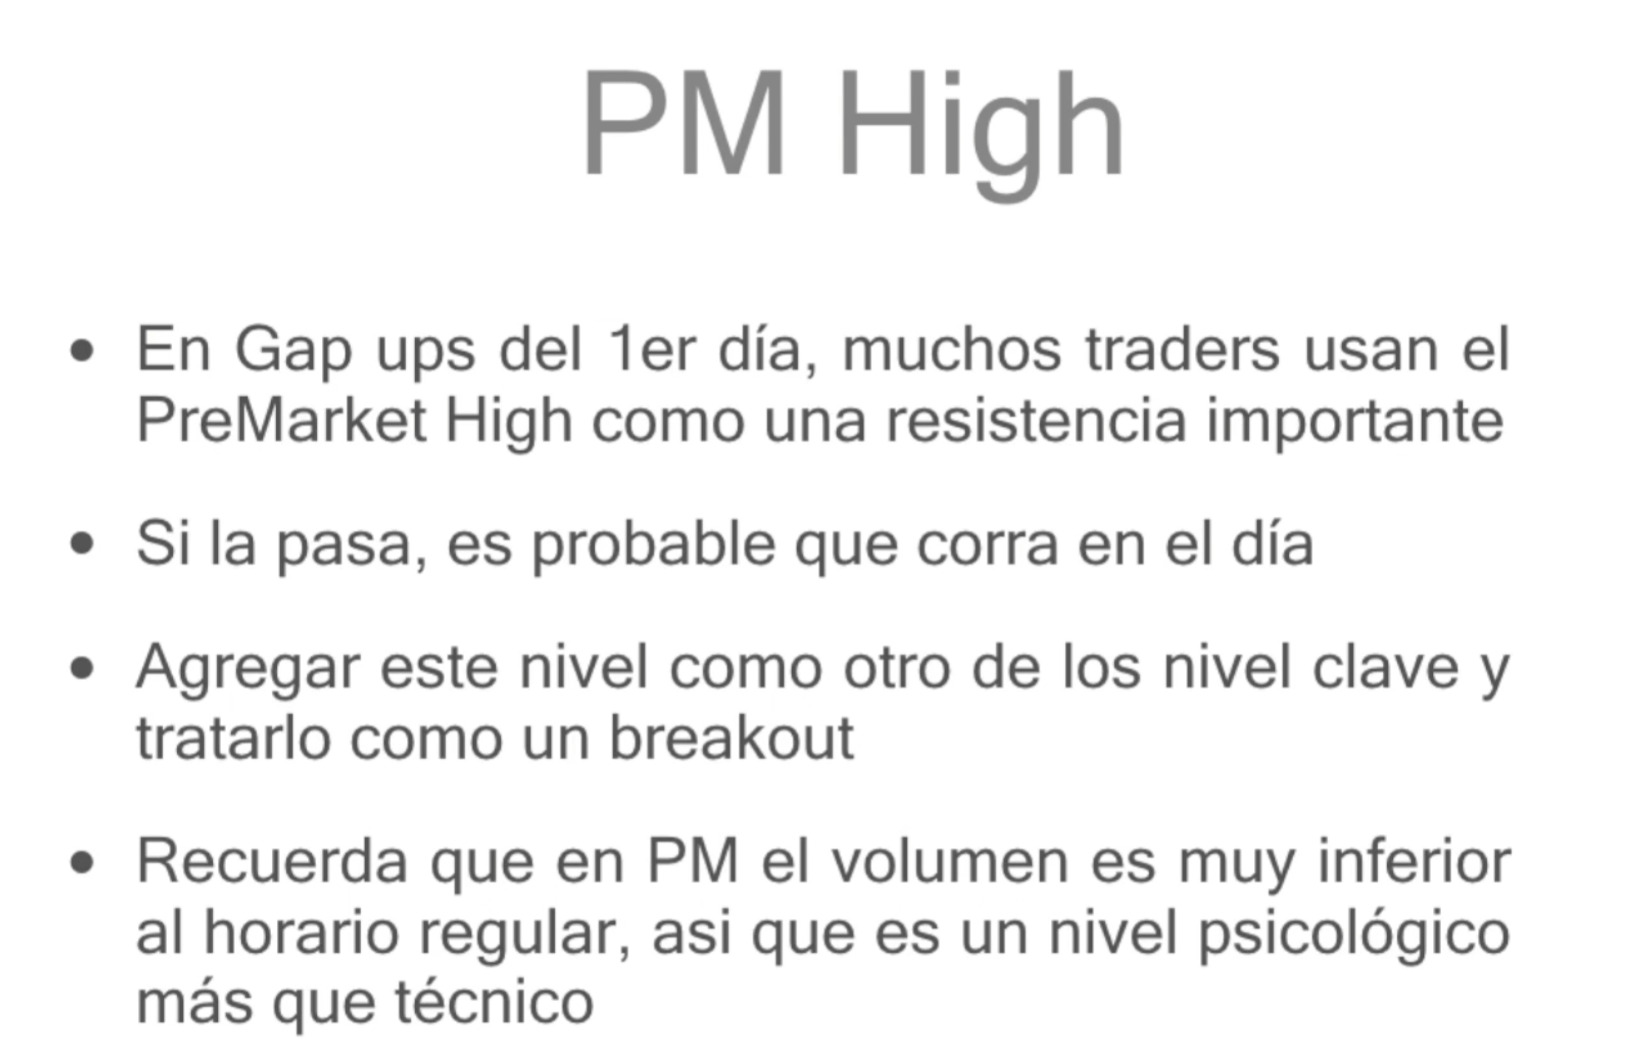 PM High
• En Gap ups del 1er día, muchos traders usan el
PreMarket High como una resistencia importante
• Si la pasa, es probable que corra en el día
• Agregar este nivel como otro de los nivel clave y
tratarlo como un breakout
• Recuerda que en PM el volumen es muy inferior
al horario regular, asi que es un nivel psicológico
más que técnico